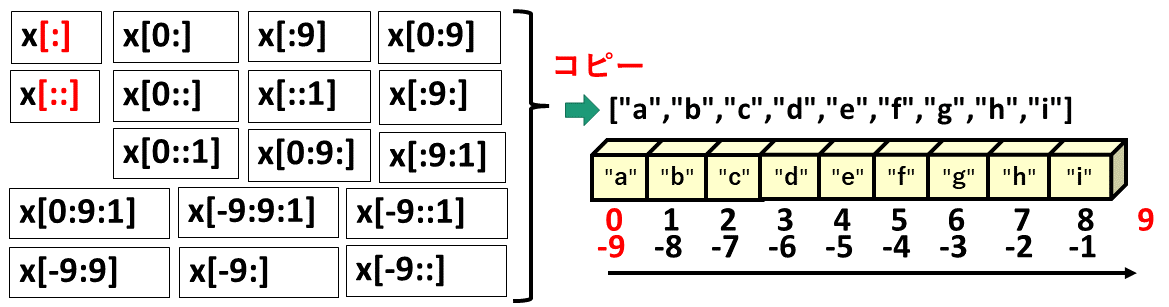 x[:] x[0:] x[:9] x[0:9]
x[::] x[0::] x[::1] x[:9:]
x[0::1] x[0:9:] x[:9:1]
x[0:9:1] x[-9:9:1] x[-9::1]
x[-9:9] x[-9:] x[-9::]
コピー
["a","b","c","d","e","f","g","h","i"]
"a" "b" "c" "d" "e" "f" "g" "h" "i"
0 1 2 3 4 5 6 7 8 9
-9 -8 -7 -6 -5 -4 -3 -2 -1